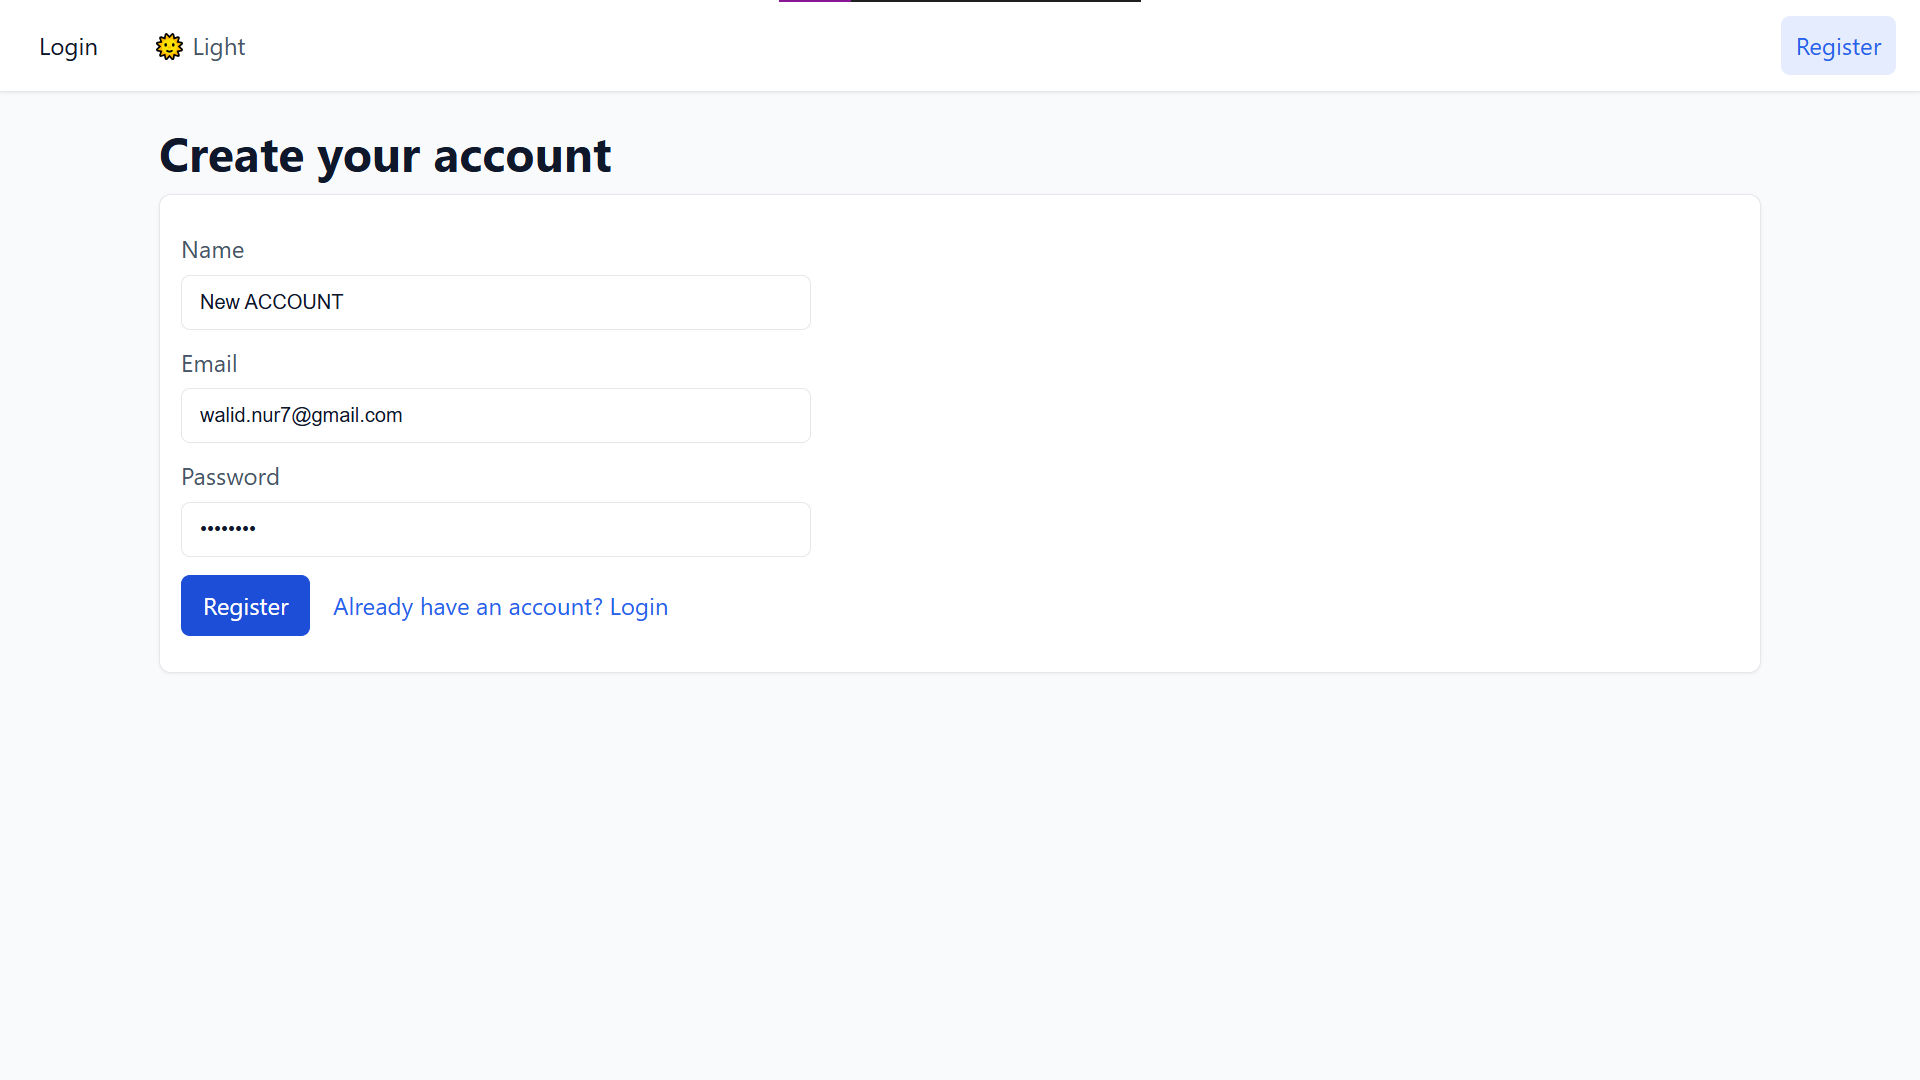 Login
Light
Register
Create your account
Name
New ACCOUNT
Email
walid.nur7@gmail.com
Password
••••••••
Register
Already have an account? Login